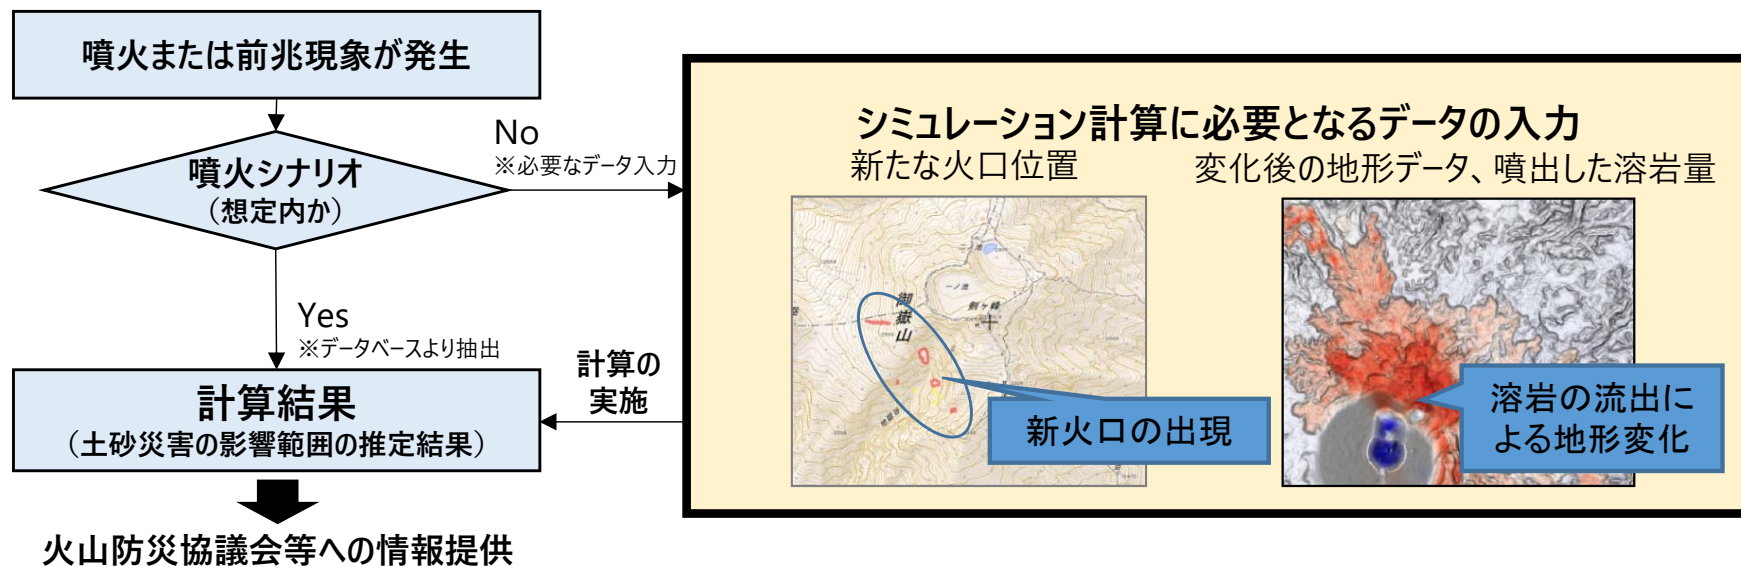 噴火または前兆現象が発生
噴火シナリオ
（想定内か）
No
※必要なデータ入力
Yes
※データベースより抽出
計算結果
（土砂災害の影響範囲の推定結果）
計算の
実施
火山防災協議会等への情報提供
シミュレーション計算に必要となるデータの入力
新たな火口位置
変化後の地形データ、噴出した溶岩量
二ノ池
一ノ池
剣ヶ峰
御嶽山
新火口の出現
溶岩の流出に
よる地形変化